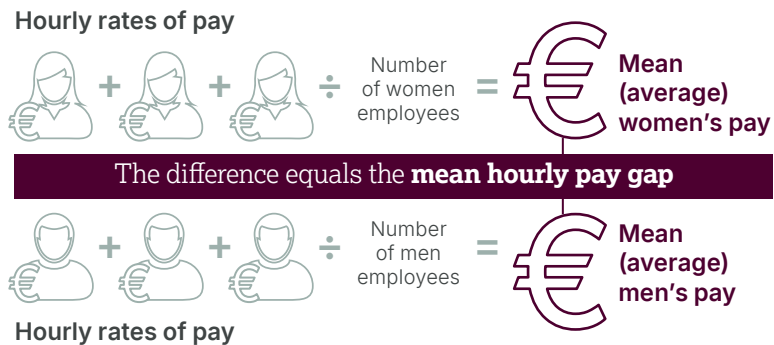 Hourly rates of pay
+ + ÷ Number
of women
employees
= € Mean
(average)
women's pay
The difference equals the mean hourly pay gap
+ + ÷ Number
of men
employees
= € Mean
(average)
men's pay
Hourly rates of pay